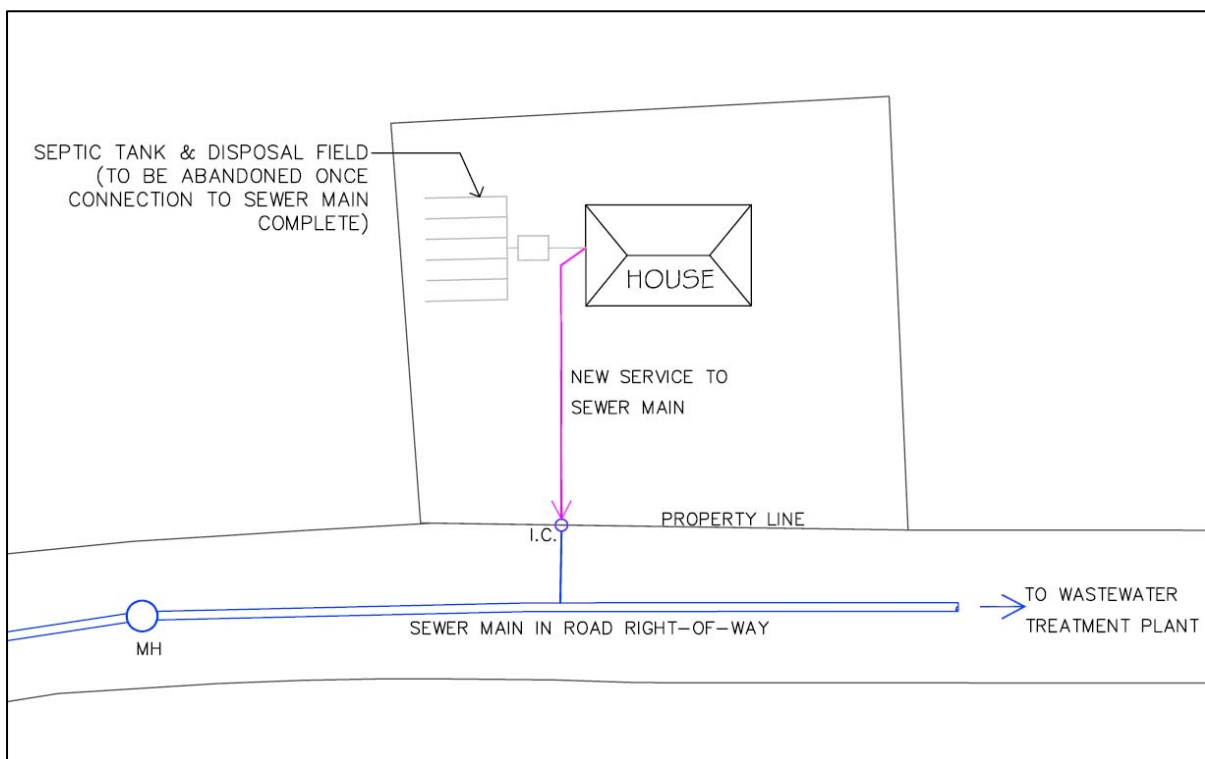 SEPTIC TANK & DISPOSAL FIELD
(TO BE ABANDONED ONCE
CONNECTION TO SEWER MAIN
COMPLETE)
HOUSE
NEW SERVICE TO
SEWER MAIN
PROPERTY LINE
I.C.
TO WASTEWATER
TREATMENT PLANT
SEWER MAIN IN ROAD RIGHT-OF-WAY
MH